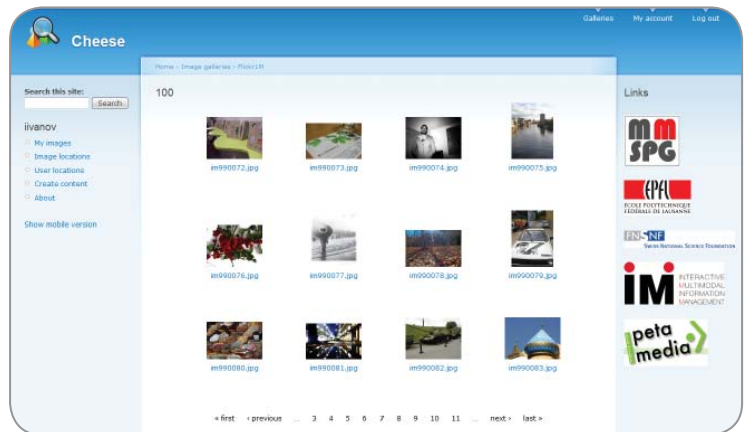 Galleries My account Log out
Cheese
Home › Image galleries › Flickr1M
Search this site:
Search
iivanov
My images
Image locations
User locations
Create content
About
Show mobile version
100
im990072.jpg im990073.jpg im990074.jpg im990075.jpg
im990076.jpg im990077.jpg im990078.jpg im990079.jpg
im990080.jpg im990081.jpg im990082.jpg im990083.jpg
« first ‹ previous ... 3 4 5 6 7 8 9 10 11 ... next › last »
Links
MM
SPG
EPFL
ÉCOLE POLYTECHNIQUE
FÉDÉRALE DE LAUSANNE
FNSNF
SWISS NATIONAL SCIENCE FOUNDATION
IM
INTERACTIVE
MULTIMODAL
INFORMATION
MANAGEMENT
peta
media